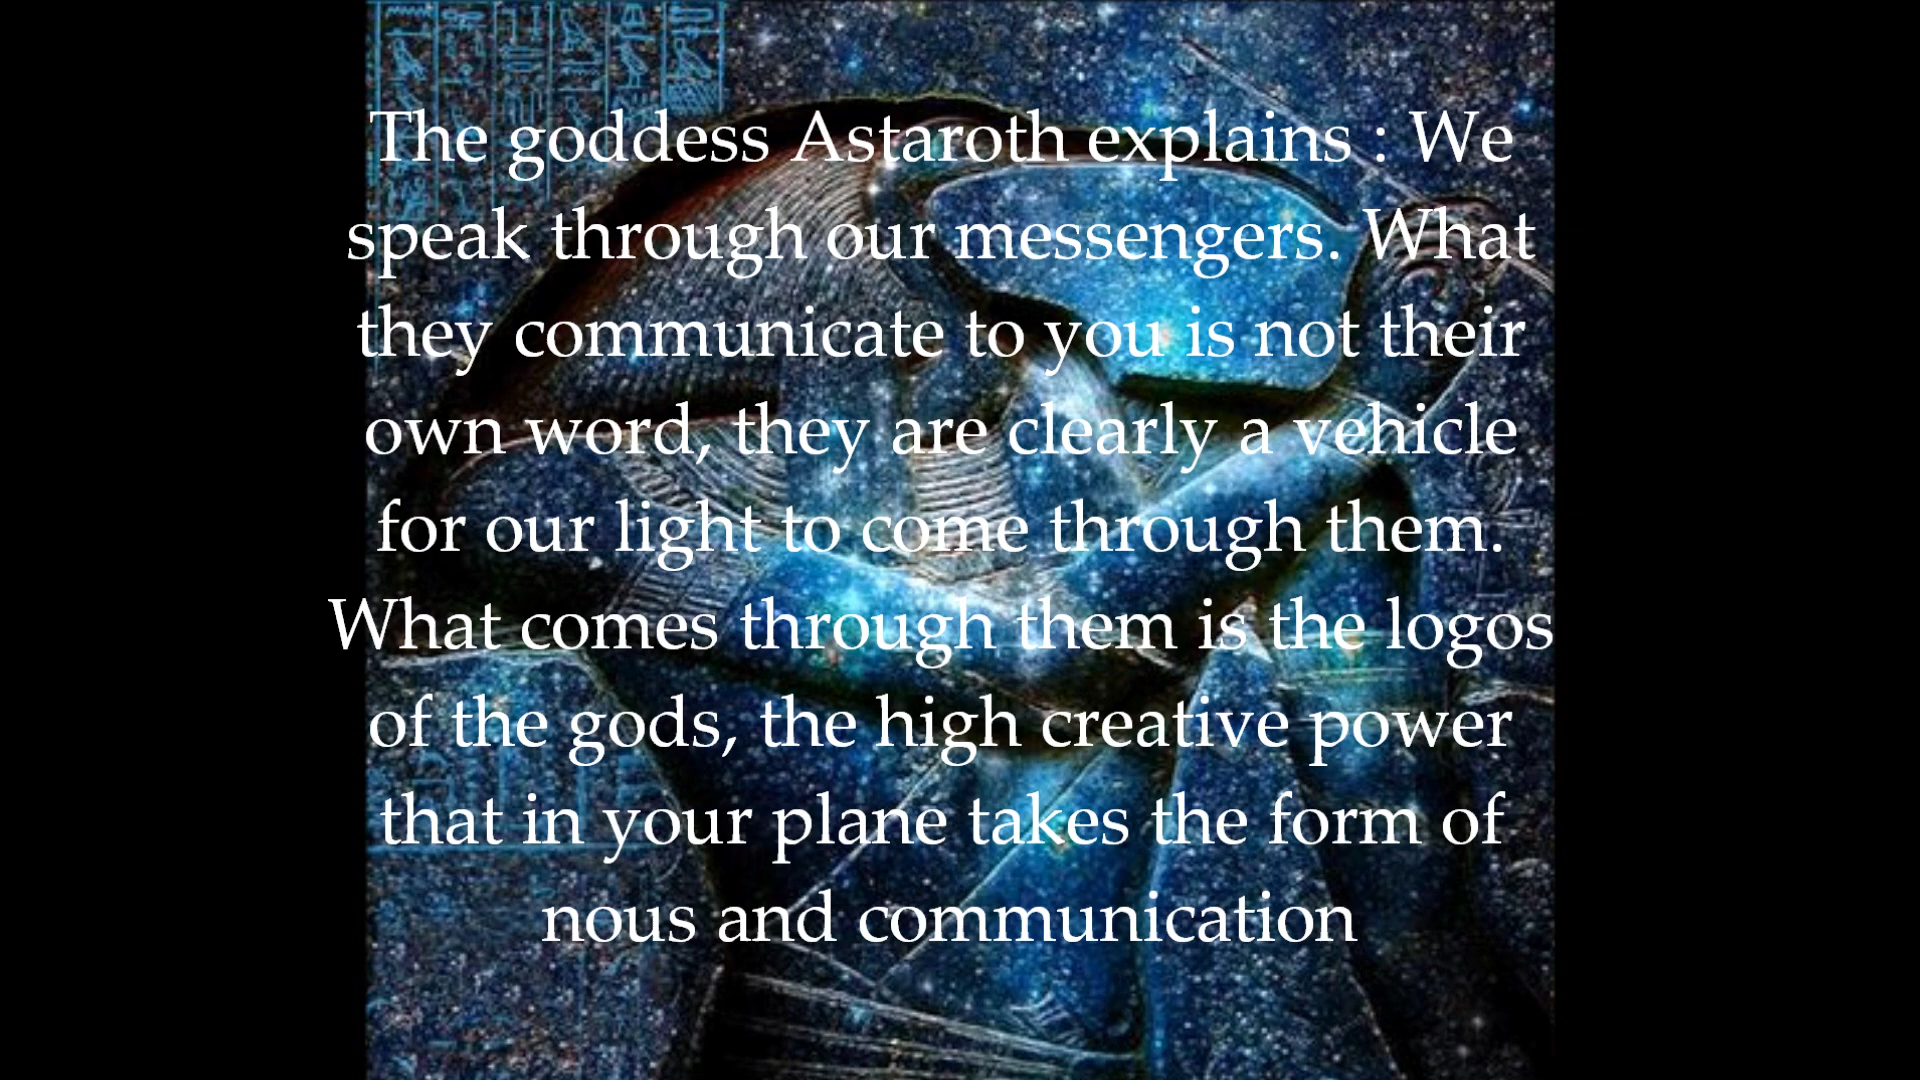 The goddess Astaroth explains : We
speak through our messengers. What
they communicate to you is not their
own word, they are clearly a vehicle
for our light to come through them.
What comes through them is the logos
of the gods, the high creative power
that in your plane takes the form of
nous and communication